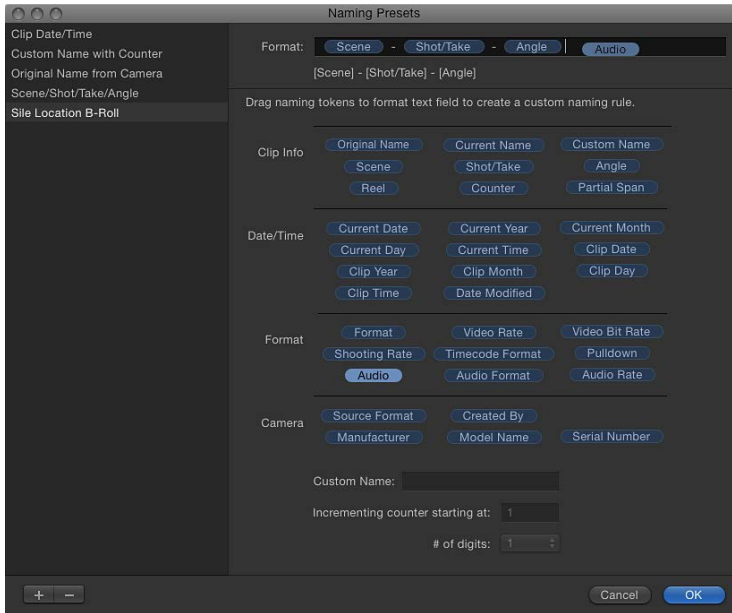 Naming Presets
Clip Date/Time
Custom Name with Counter
Original Name from Camera
Scene/Shot/Take/Angle
Sile Location B-Roll
Format: Scene - Shot/Take - Angle Audio
[Scene] - [Shot/Take] - [Angle]
Drag naming tokens to format text field to create a custom naming rule.
Clip Info
Original Name Current Name Custom Name
Scene Shot/Take Angle
Reel Counter Partial Span
Date/Time
Current Date Current Year Current Month
Current Day Current Time Clip Date
Clip Year Clip Month Clip Day
Clip Time Date Modified
Format
Format Video Rate Video Bit Rate
Shooting Rate Timecode Format Pulldown
Audio Audio Format Audio Rate
Camera
Source Format Created By
Manufacturer Model Name Serial Number
Custom Name:
Incrementing counter starting at: 1
# of digits: 1
+ −
Cancel OK